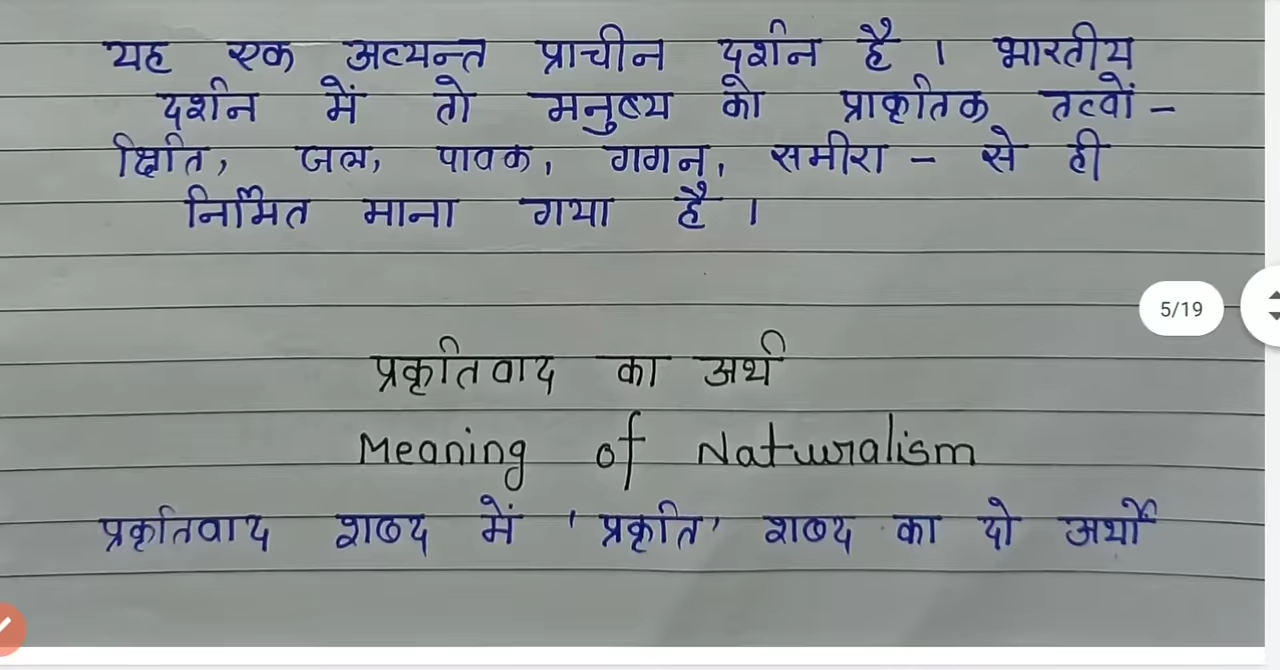 यह एक अत्यन्त प्राचीन दर्शन है । भारतीय
दर्शन में तो मनुष्य को प्राकृतिक तत्वों -
क्षिति, जल, पावक, गगन, समीरा - से ही
निर्मित माना गया है ।
5/19
प्रकृतिवाद का अर्थ
Meaning of Naturalism
प्रकृतिवाद शब्द में 'प्रकृति' शब्द का दो अर्थों